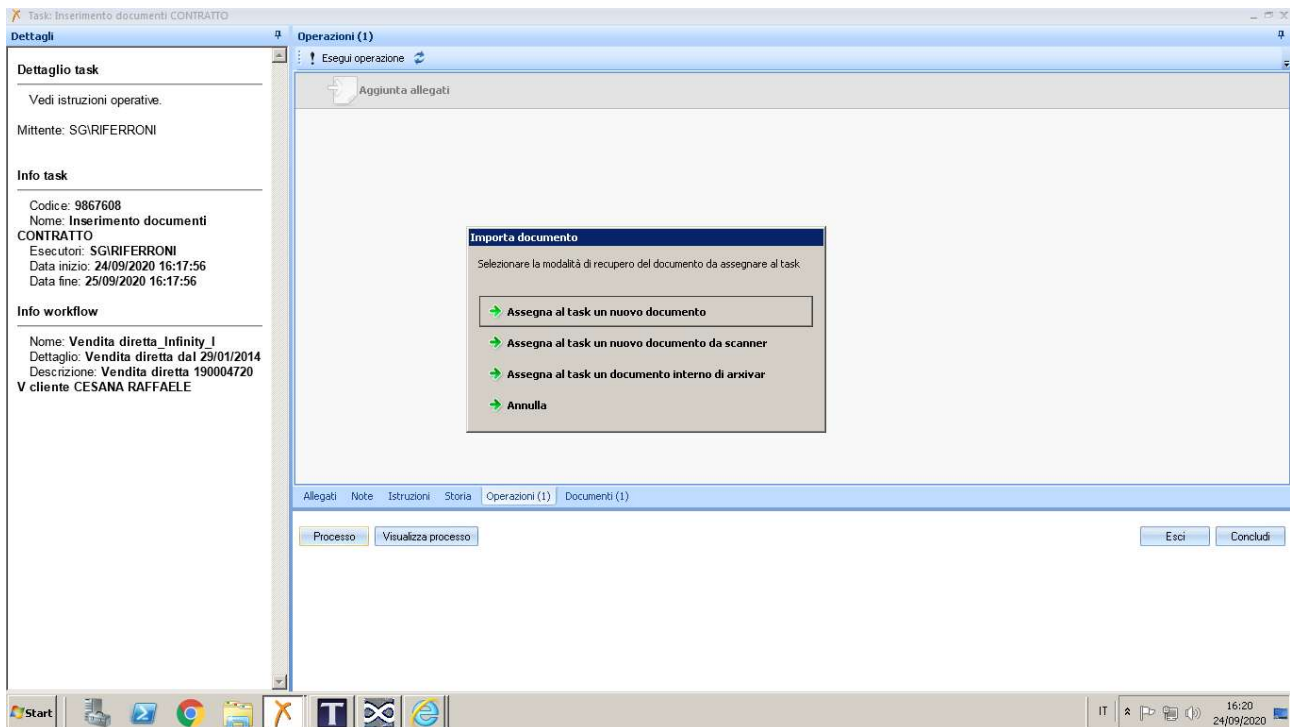 Task: Inserimento documenti CONTRATTO
Dettagli
Dettaglio task
Vedi istruzioni operative.
Mittente: SG\RIFERRONI
Info task
Codice: 9867608
Nome: Inserimento documenti
CONTRATTO
Esecutori: SG\RIFERRONI
Data inizio: 24/09/2020 16:17:56
Data fine: 25/09/2020 16:17:56
Info workflow
Nome: Vendita diretta_Infinity_I
Dettaglio: Vendita diretta dal 29/01/2014
Descrizione: Vendita diretta 190004720
V cliente CESANA RAFFAELE
Operazioni (1)
Esegui operazione
Aggiunta allegati
Importa documento
Selezionare la modalità di recupero del documento da assegnare al task
Assegna al task un nuovo documento
Assegna al task un nuovo documento da scanner
Assegna al task un documento interno di arxivar
Annulla
Allegati Note Istruzioni Storia Operazioni (1) Documenti (1)
Processo Visualizza processo Esci Concludi
Start IT 16:20
24/09/2020